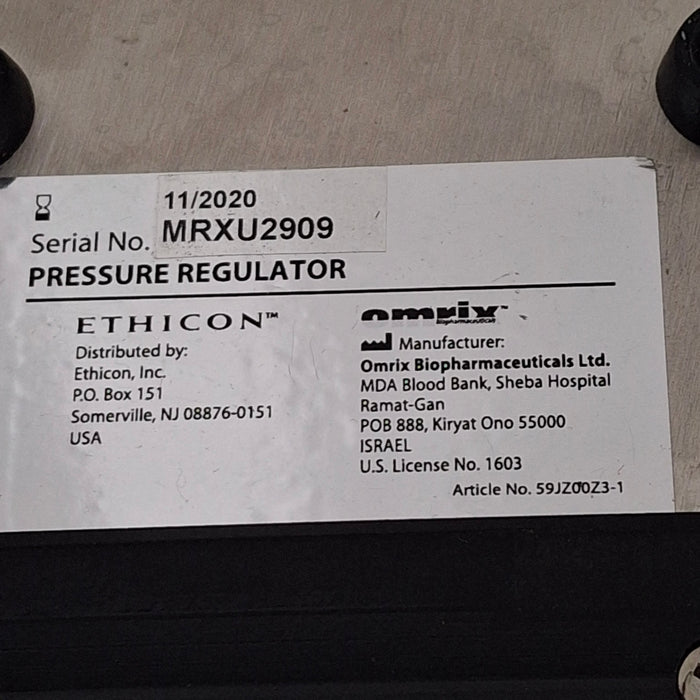 11/2020
Serial No. MRXU2909
PRESSURE REGULATOR
ETHICON™
Distributed by:
Ethicon, Inc.
P.O. Box 151
Somerville, NJ 08876-0151
USA
omrix™
biopharmaceuticals
Manufacturer:
Omrix Biopharmaceuticals Ltd.
MDA Blood Bank, Sheba Hospital
Ramat-Gan
POB 888, Kiryat Ono 55000
ISRAEL
U.S. License No. 1603
Article No. 59JZ00Z3-1